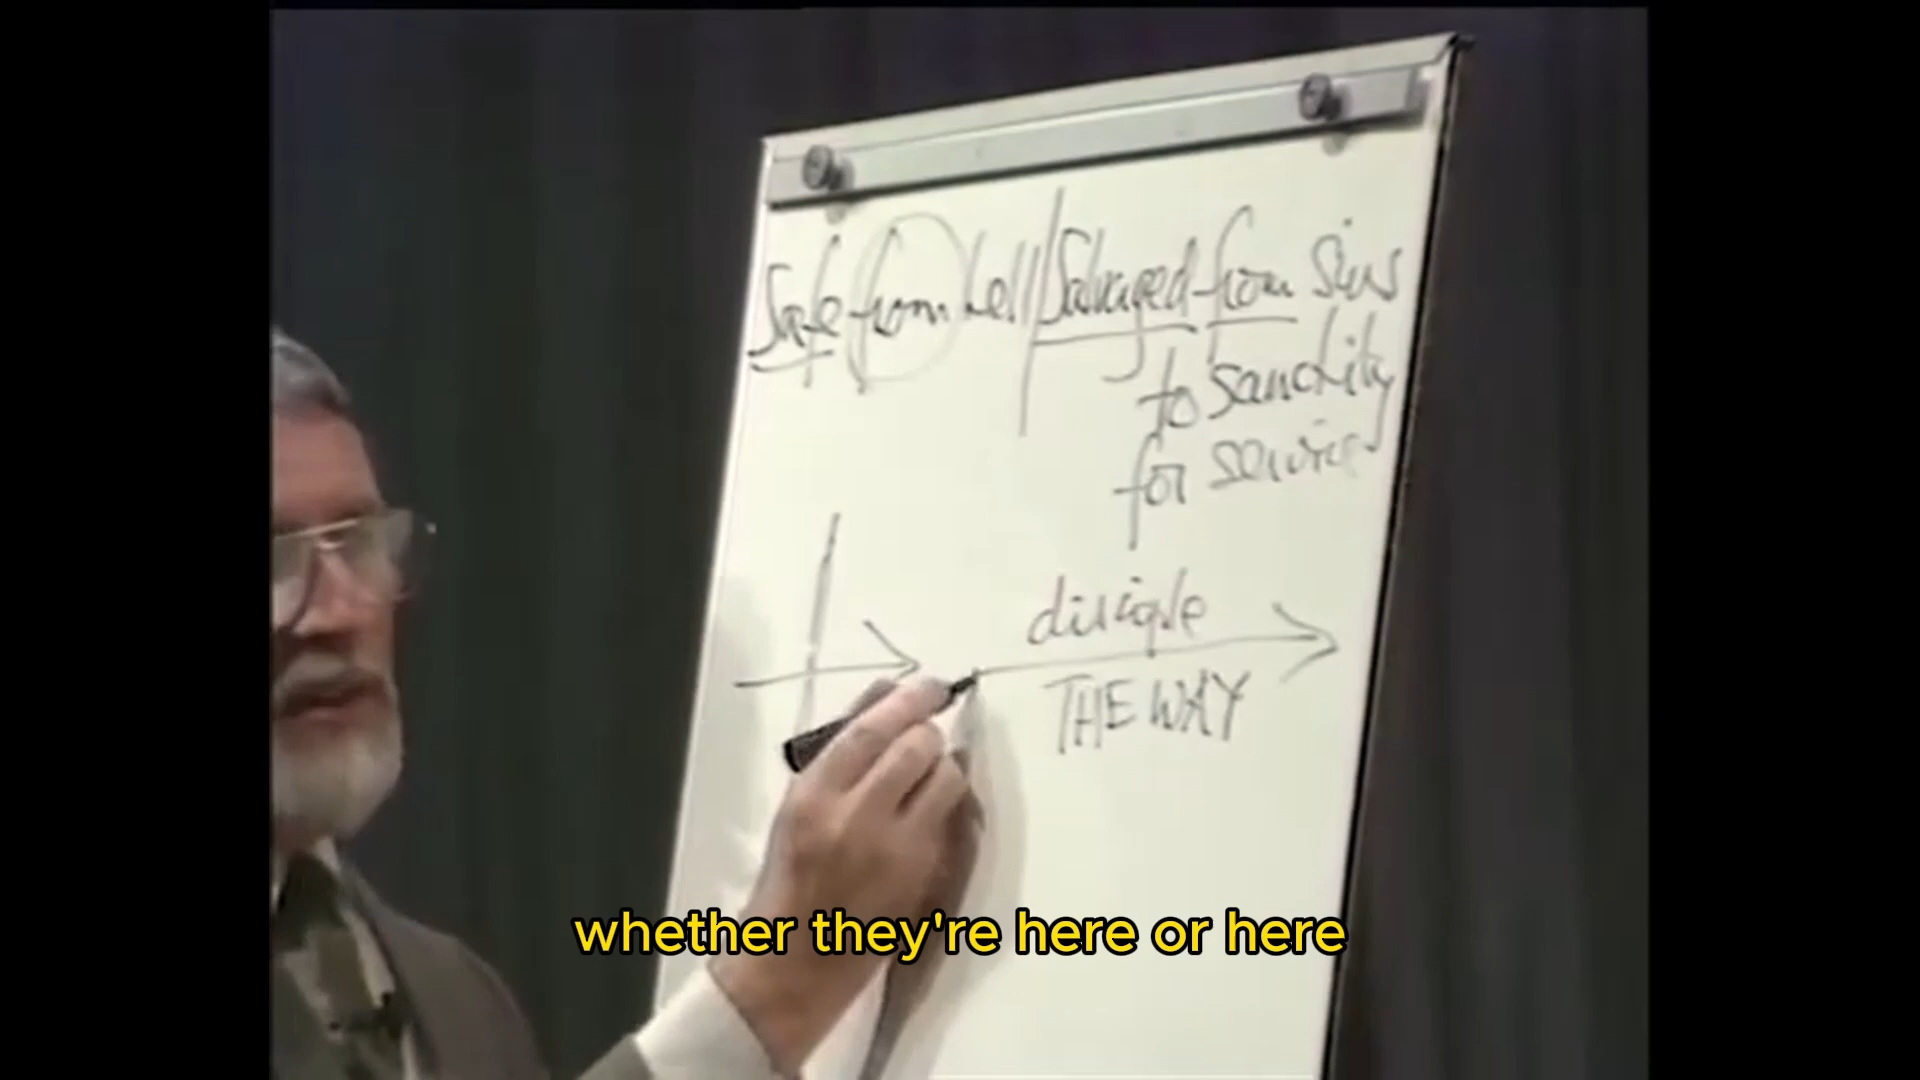 Safe from hell Salvaged from sins
to sanctity
for service
disciple
THE WAY
whether they're here or here